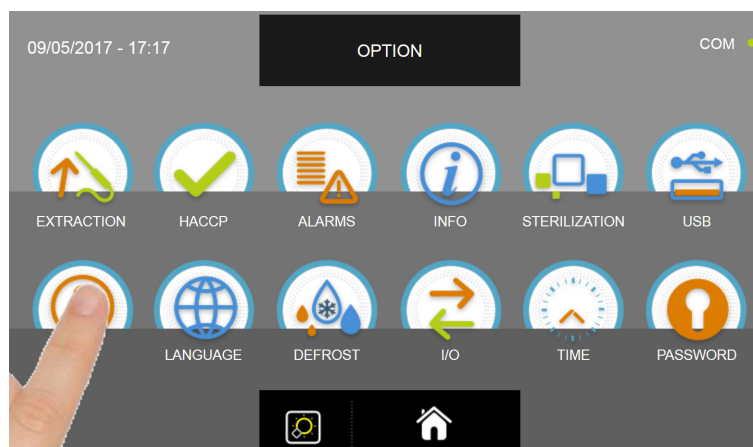 09/05/2017 - 17:17
OPTION
COM
EXTRACTION
HACCP
ALARMS
INFO
STERILIZATION
USB
LANGUAGE
DEFROST
I/O
TIME
PASSWORD